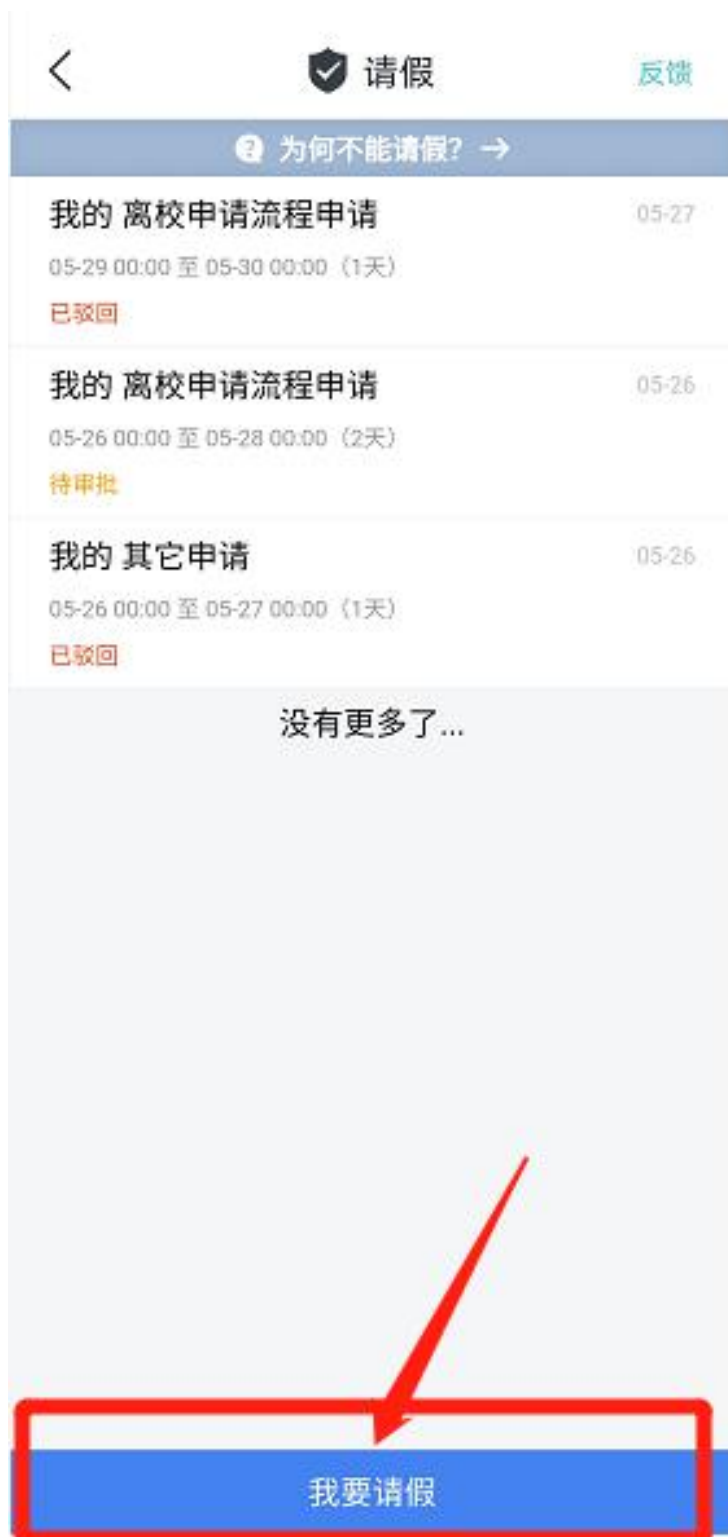 请假
反馈
为何不能请假? →
我的 离校申请流程申请
05-27
05-29 00:00 至 05-30 00:00（1天）
已驳回
我的 离校申请流程申请
05-26
05-26 00:00 至 05-28 00:00（2天）
待审批
我的 其它申请
05-26
05-26 00:00 至 05-27 00:00（1天）
已驳回
没有更多了...
我要请假